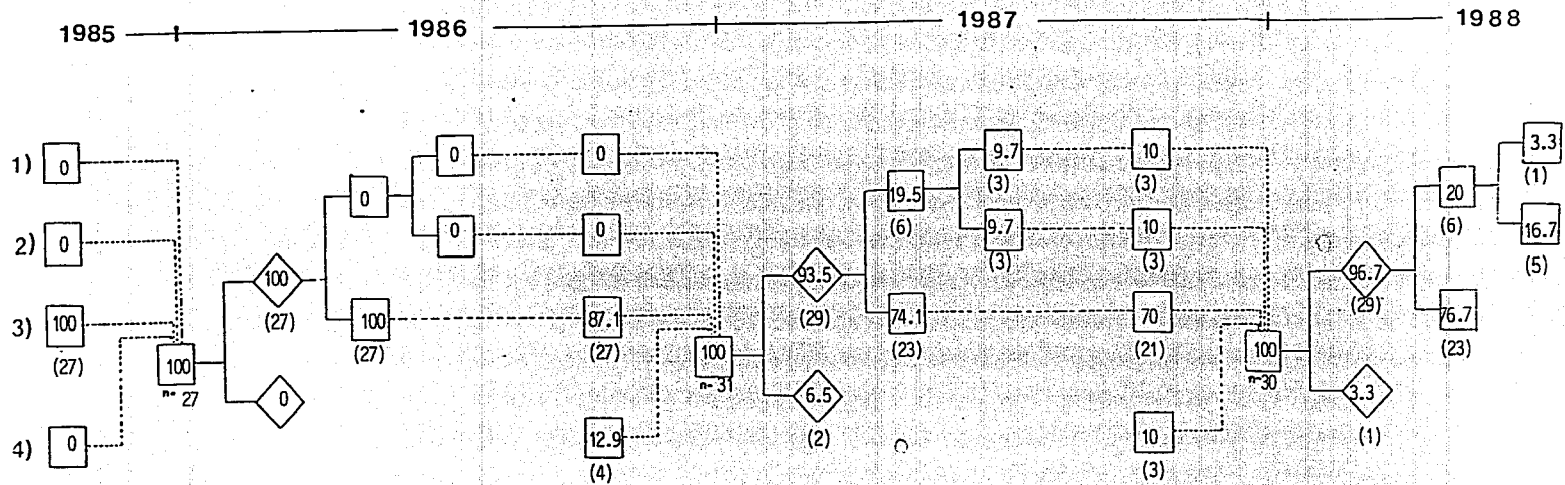 1985 1986 1987 1988
1) 0 0 0 9.7 10 3.3
(3) (3) (1)
0 19.5 20
(6) (6)
2) 0 0 0 9.7 10 16.7
(3) (3) (5)
100 93.5 96.7
(27) (29) (29)
3) 100 100 87.1 74.1 70 76.7
(27) (27) (27) (23) (21) (23)
100 100 100
n- 27 n- 31 n-30
0 6.5 3.3
(2) (1)
4) 0 12.9 10
(4) (3)